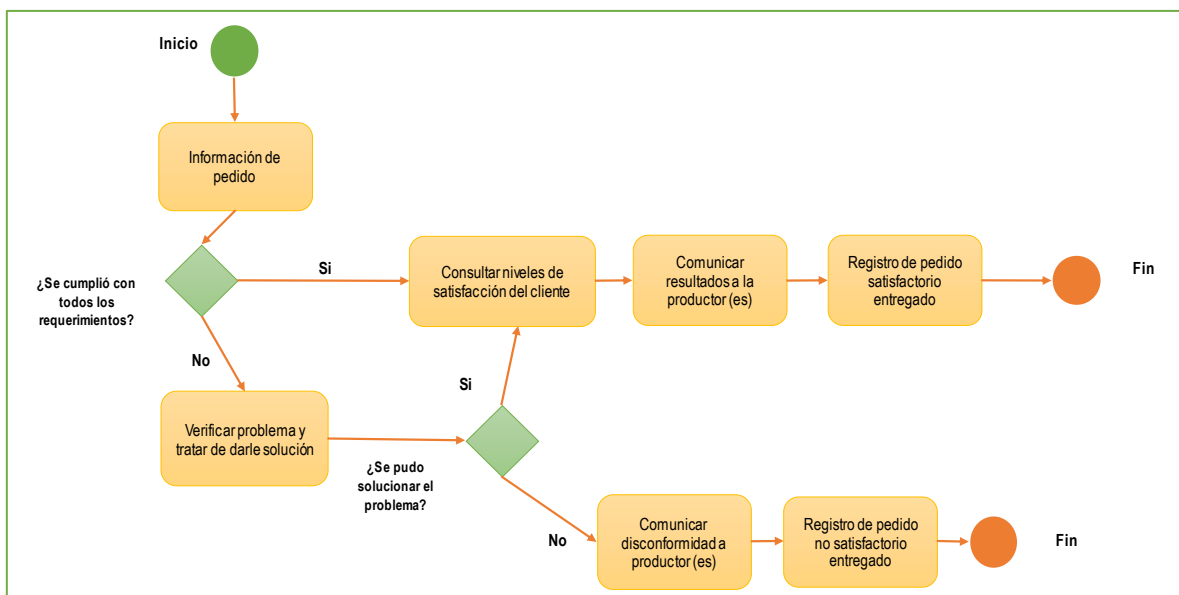 Inicio
Información de
pedido
¿Se cumplió con
todos los
requerimientos?
Si
Consultar niveles de
satisfacción del cliente
Comunicar
resultados a la
productor (es)
Registro de pedido
satisfactorio
entregado
Fin
No
Verificar problema y
tratar de darle solución
Si
¿Se pudo
solucionar el
problema?
No
Comunicar
disconformidad a
productor (es)
Registro de pedido
no satisfactorio
entregado
Fin